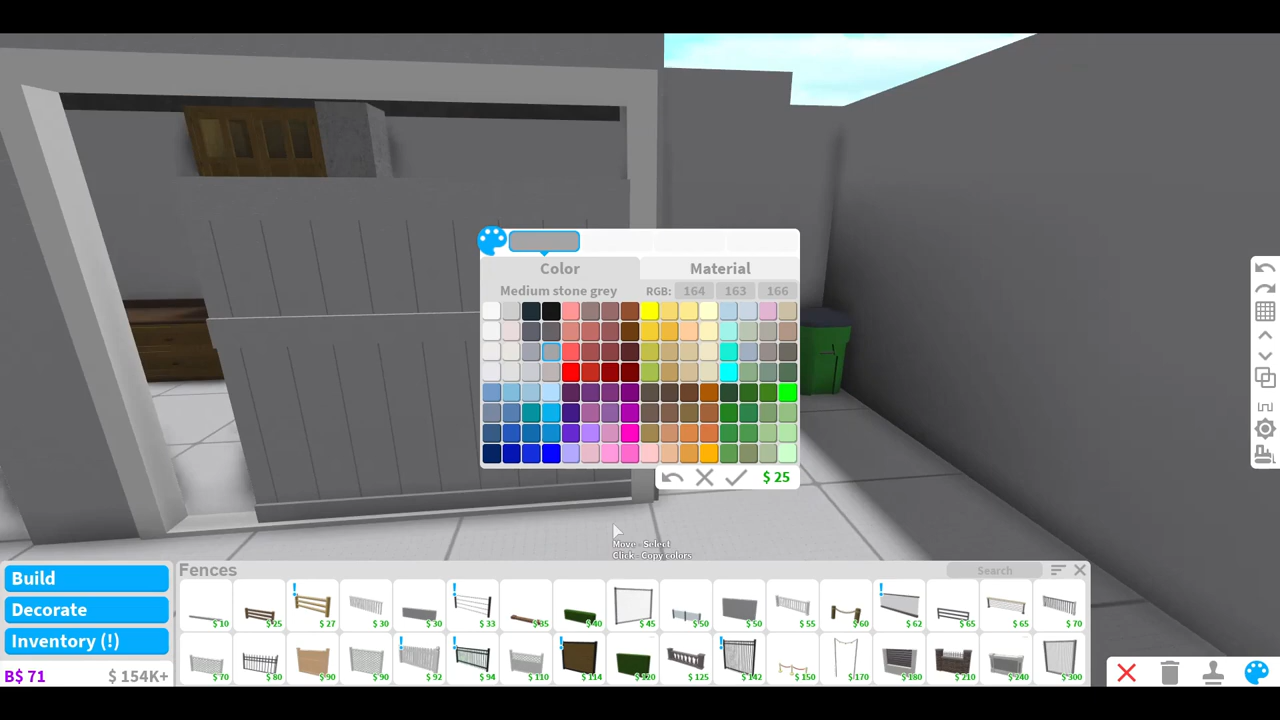 Color
Material
Medium stone grey
RGB: 164 163 166
$ 25
Move - Select
Click - Copy colors
Build
Decorate
Inventory (!)
B$ 71
$ 154K+
Fences
Search
$ 10 $ 25 $ 27 $ 30 $ 30 $ 33 $ 35 $ 40 $ 45 $ 50 $ 50 $ 55 $ 60 $ 62 $ 65 $ 65 $ 70
$ 70 $ 80 $ 90 $ 90 $ 92 $ 94 $ 110 $ 114 $ 120 $ 125 $ 142 $ 150 $ 170 $ 180 $ 210 $ 240 $ 300